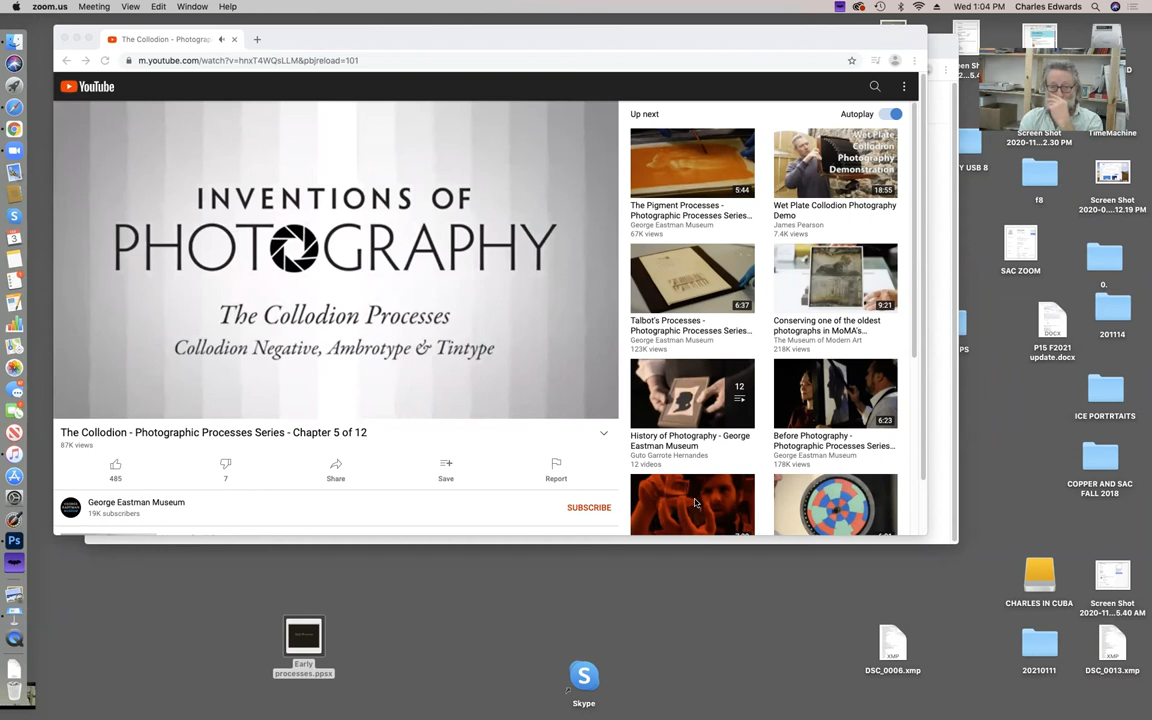 zoom.us Meeting View Edit Window Help
Wed 1:04 PM Charles Edwards
The Collodion - Photograp
m.youtube.com/watch?v=hnxT4WQsLLM&pbjreload=101
YouTube
INVENTIONS OF
PHOTOGRAPHY
The Collodion Processes
Collodion Negative, Ambrotype & Tintype
The Collodion - Photographic Processes Series - Chapter 5 of 12
87K views
485
7
Share
Save
Report
George Eastman Museum
19K subscribers
SUBSCRIBE
Up next
Autoplay
5:44
The Pigment Processes -
Photographic Processes Series...
George Eastman Museum
67K views
Wet Plate
Collodion
Photography
Demonstration
18:55
Wet Plate Collodion Photography
Demo
James Pearson
7.4K views
6:37
Talbot's Processes -
Photographic Processes Series...
George Eastman Museum
123K views
9:21
Conserving one of the oldest
photographs in MoMA's...
The Museum of Modern Art
218K views
12
History of Photography - George
Eastman Museum
Guto Garrote Hernandes
12 videos
6:23
Before Photography -
Photographic Processes Series...
George Eastman Museum
178K views
Screen Shot
2020-11...2.30 PM
TimeMachine
Y USB 8
f8
Screen Shot
2020-0....12.19 PM
SAC ZOOM
0.
201114
P15 F2021
update.docx
DOCX
PS
ICE PORTRTAITS
COPPER AND SAC
FALL 2018
CHARLES IN CUBA
Screen Shot
2020-11...5.40 AM
XMP
DSC_0006.xmp
20210111
XMP
DSC_0013.xmp
Early
processes.ppsx
Skype